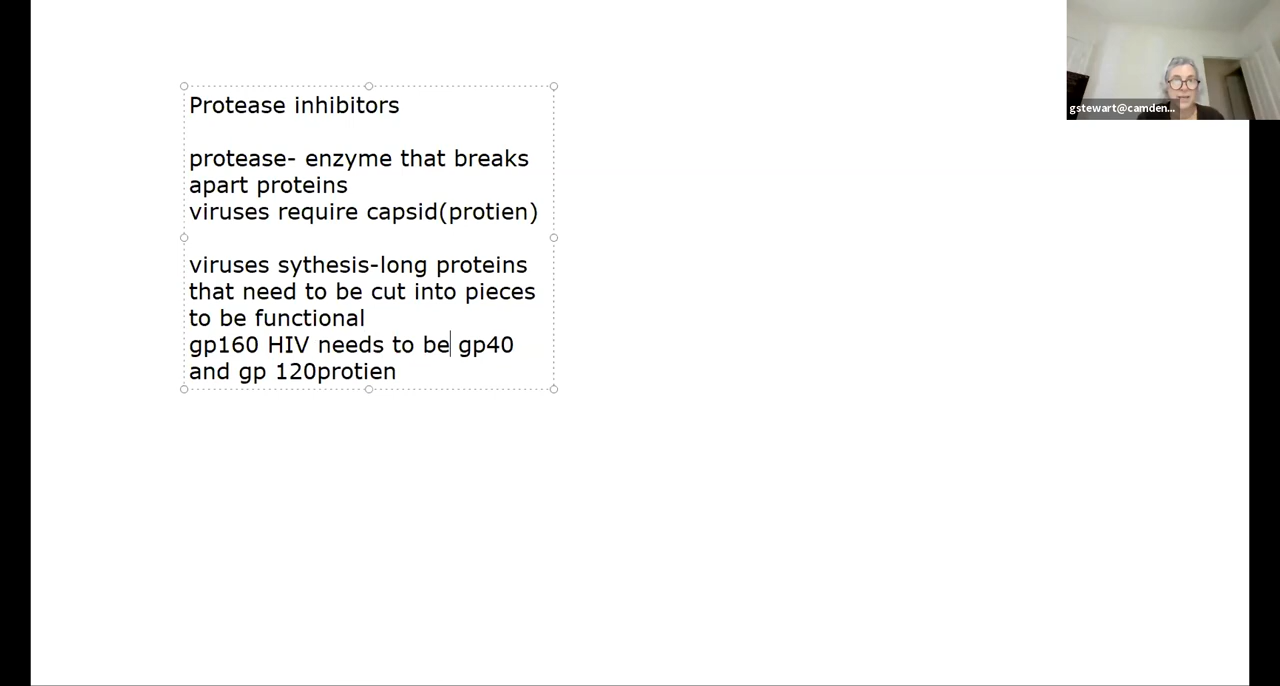 Protease inhibitors
protease- enzyme that breaks
apart proteins
viruses require capsid(protien)
viruses sythesis-long proteins
that need to be cut into pieces
to be functional
gp160 HIV needs to be gp40
and gp 120protien
gstewart@camden...